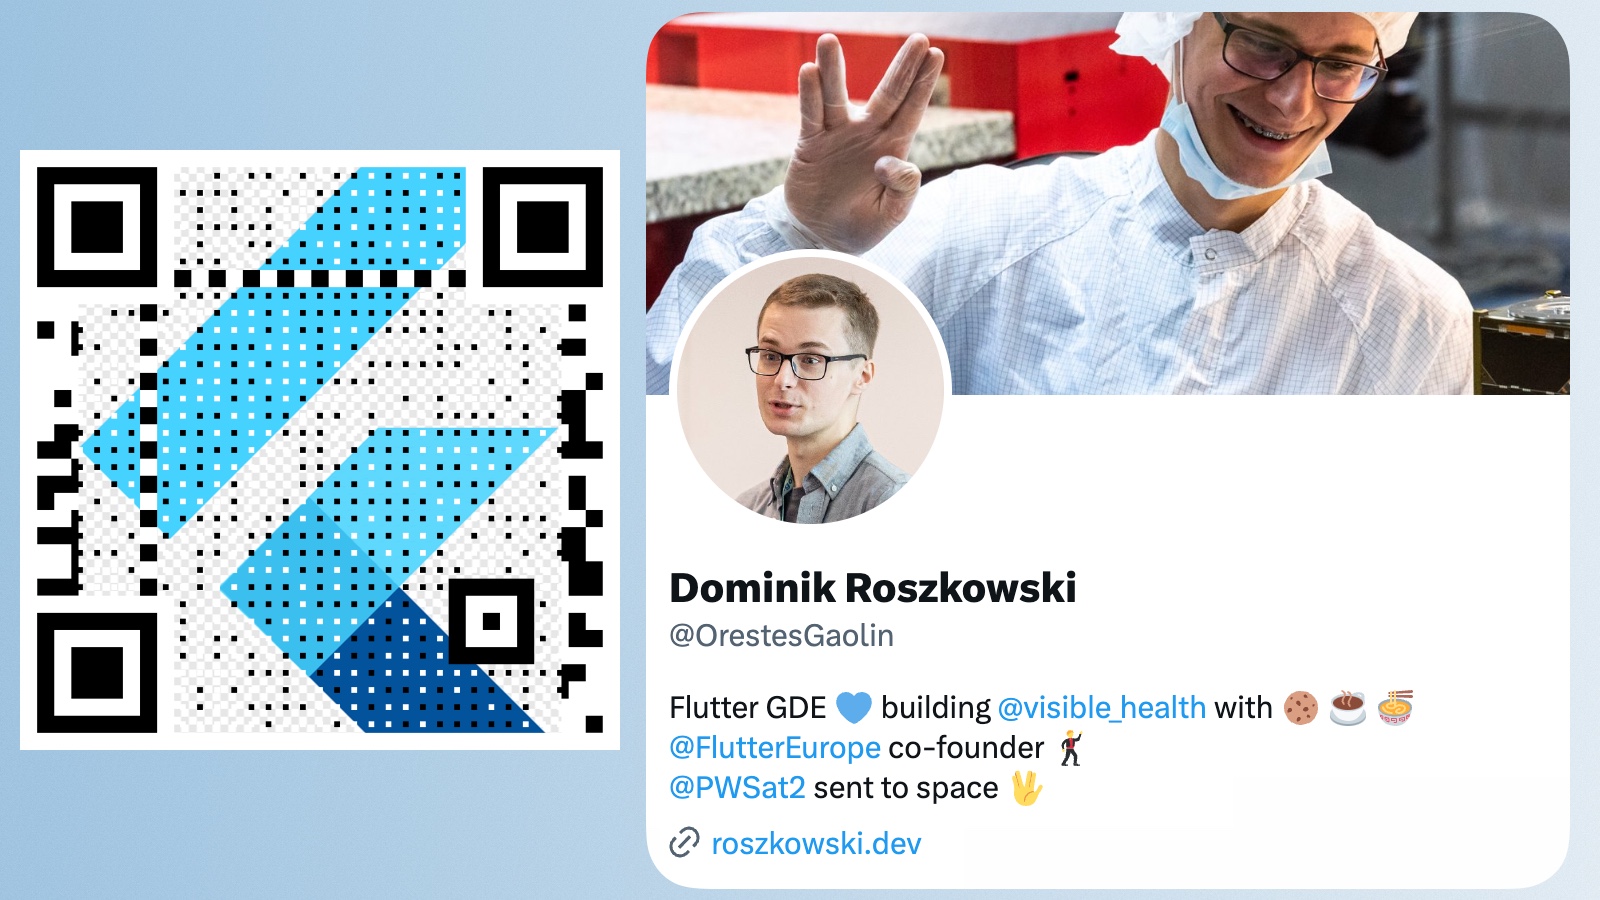 Dominik Roszkowski
@OrestesGaolin
Flutter GDE 💙 building @visible_health with 🍪 ☕ 🍜
@FlutterEurope co-founder 🕺
@PWSat2 sent to space 🖖
roszkowski.dev